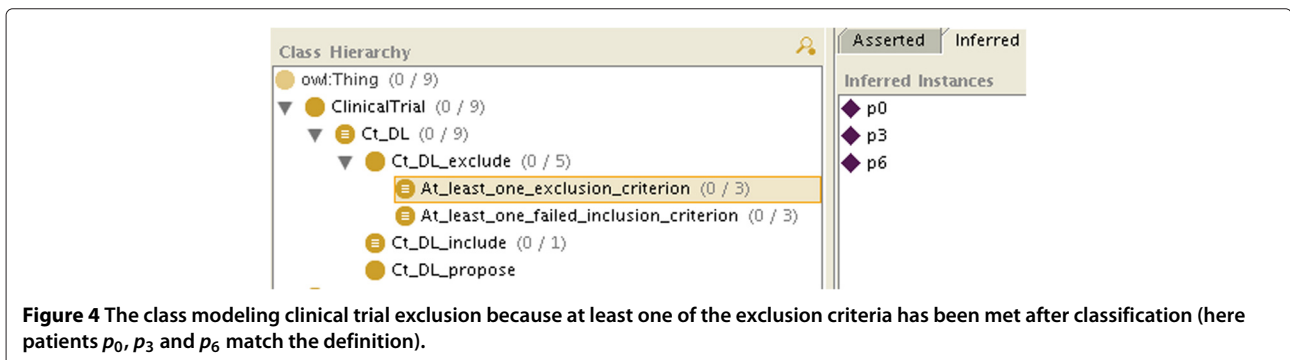 Class Hierarchy
owl:Thing (0 / 9)
ClinicalTrial (0 / 9)
Ct_DL (0 / 9)
Ct_DL_exclude (0 / 5)
At_least_one_exclusion_criterion (0 / 3)
At_least_one_failed_inclusion_criterion (0 / 3)
Ct_DL_include (0 / 1)
Ct_DL_propose
Asserted Inferred
Inferred Instances
p0
p3
p6
Figure 4 The class modeling clinical trial exclusion because at least one of the exclusion criteria has been met after classification (here
patients p0, p3 and p6 match the definition).